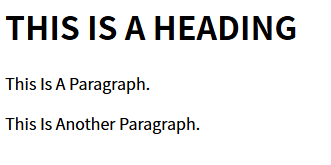 THIS IS A HEADING
This Is A Paragraph.
This Is Another Paragraph.